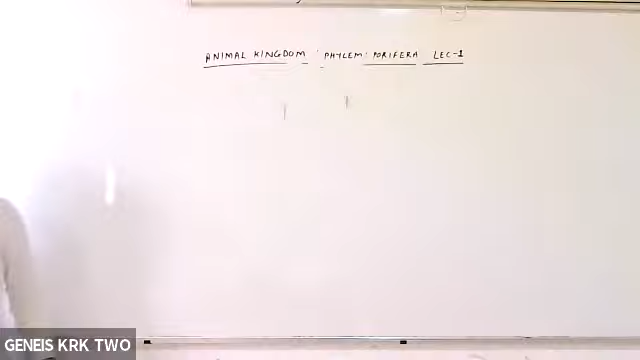 ANIMAL KINGDOM : PHYLEM : PORIFERA LEC-1
GENEIS KRK TWO